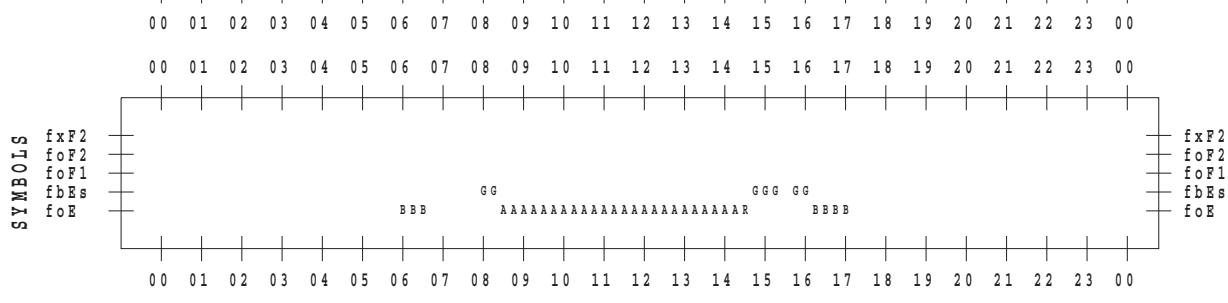 00 01 02 03 04 05 06 07 08 09 10 11 12 13 14 15 16 17 18 19 20 21 22 23 00
00 01 02 03 04 05 06 07 08 09 10 11 12 13 14 15 16 17 18 19 20 21 22 23 00
SYMBOLS
fxF2 fxF2
foF2 foF2
foF1 foF1
fbEs GG GGG GG fbEs
foE BBB AAAAAAAAAAAAAAAAAAAAAAAAR BBBB foE
00 01 02 03 04 05 06 07 08 09 10 11 12 13 14 15 16 17 18 19 20 21 22 23 00